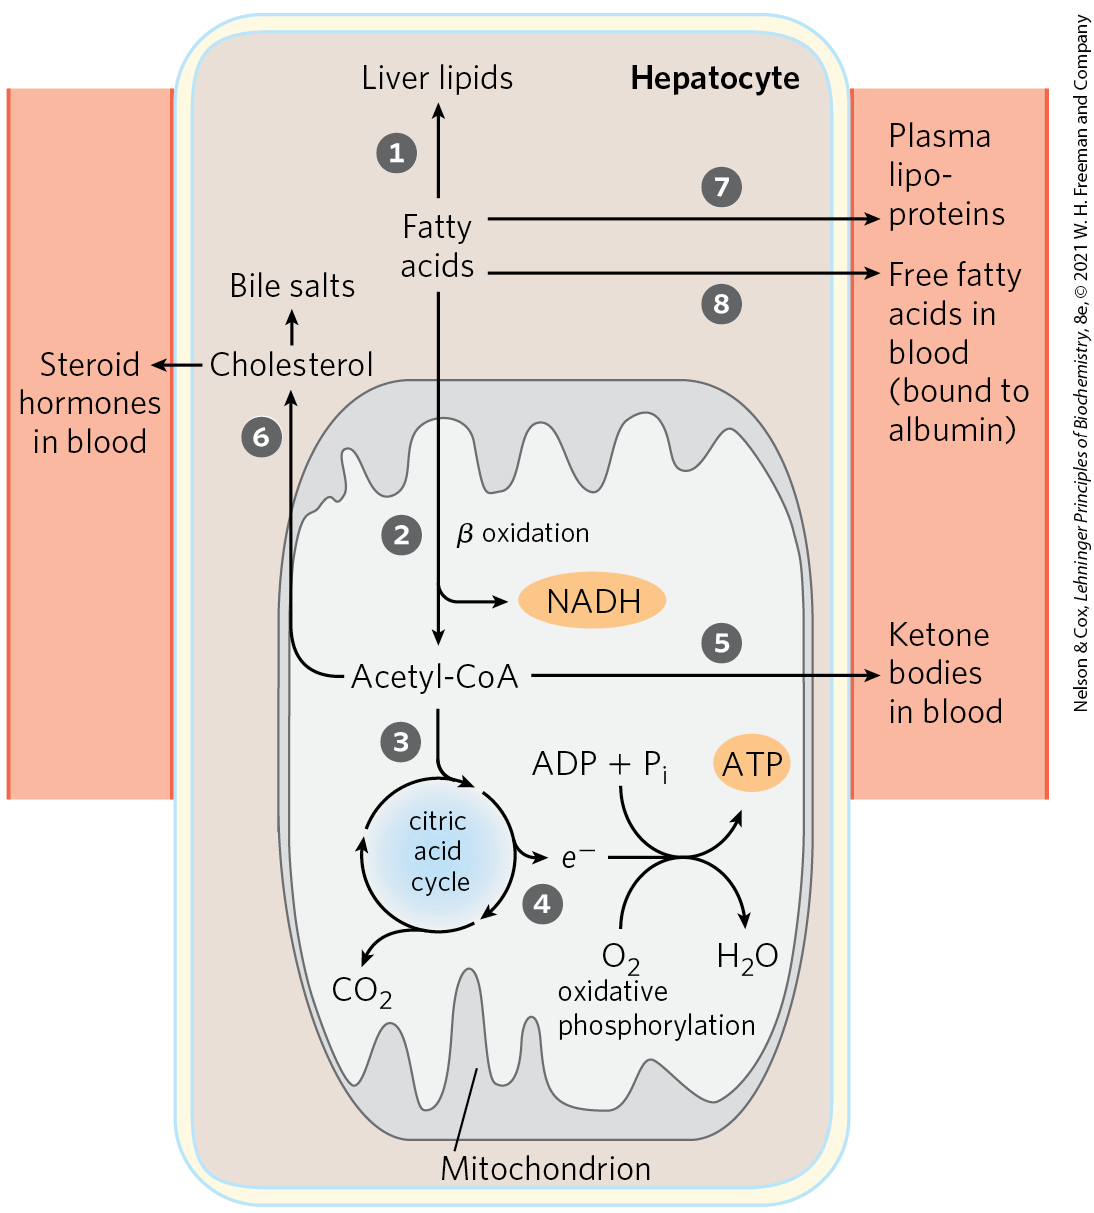 Liver lipids
Hepatocyte
1
Plasma
lipo-
proteins
7
Fatty
acids
Free fatty
acids in
blood
(bound to
albumin)
8
Bile salts
Steroid
hormones
in blood
Cholesterol
6
2
β oxidation
NADH
5
Ketone
bodies
in blood
Acetyl-CoA
3
ADP + Pi
ATP
citric
acid
cycle
e−
4
O2
H2O
CO2
oxidative
phosphorylation
Mitochondrion
Nelson & Cox, Lehninger Principles of Biochemistry, 8e, © 2021 W. H. Freeman and Company